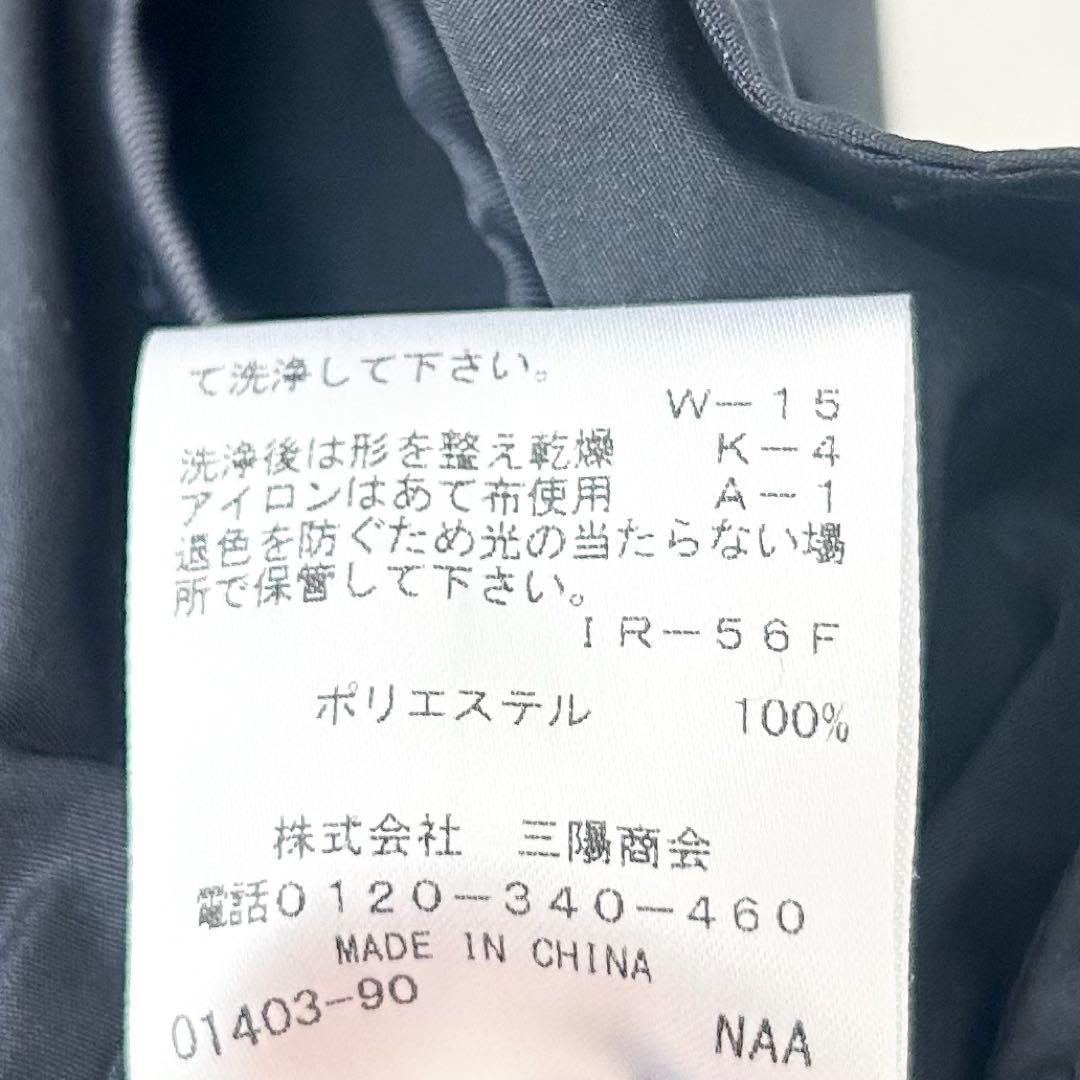 て洗浄して下さい。
W－15
洗浄後は形を整え乾燥 K－4
アイロンはあて布使用 A－1
退色を防ぐため光の当たらない場
所で保管して下さい。
IR－56F
ポリエステル 100%
株式会社 三陽商会
電話0120－340－460
MADE IN CHINA
01403-90
NAA